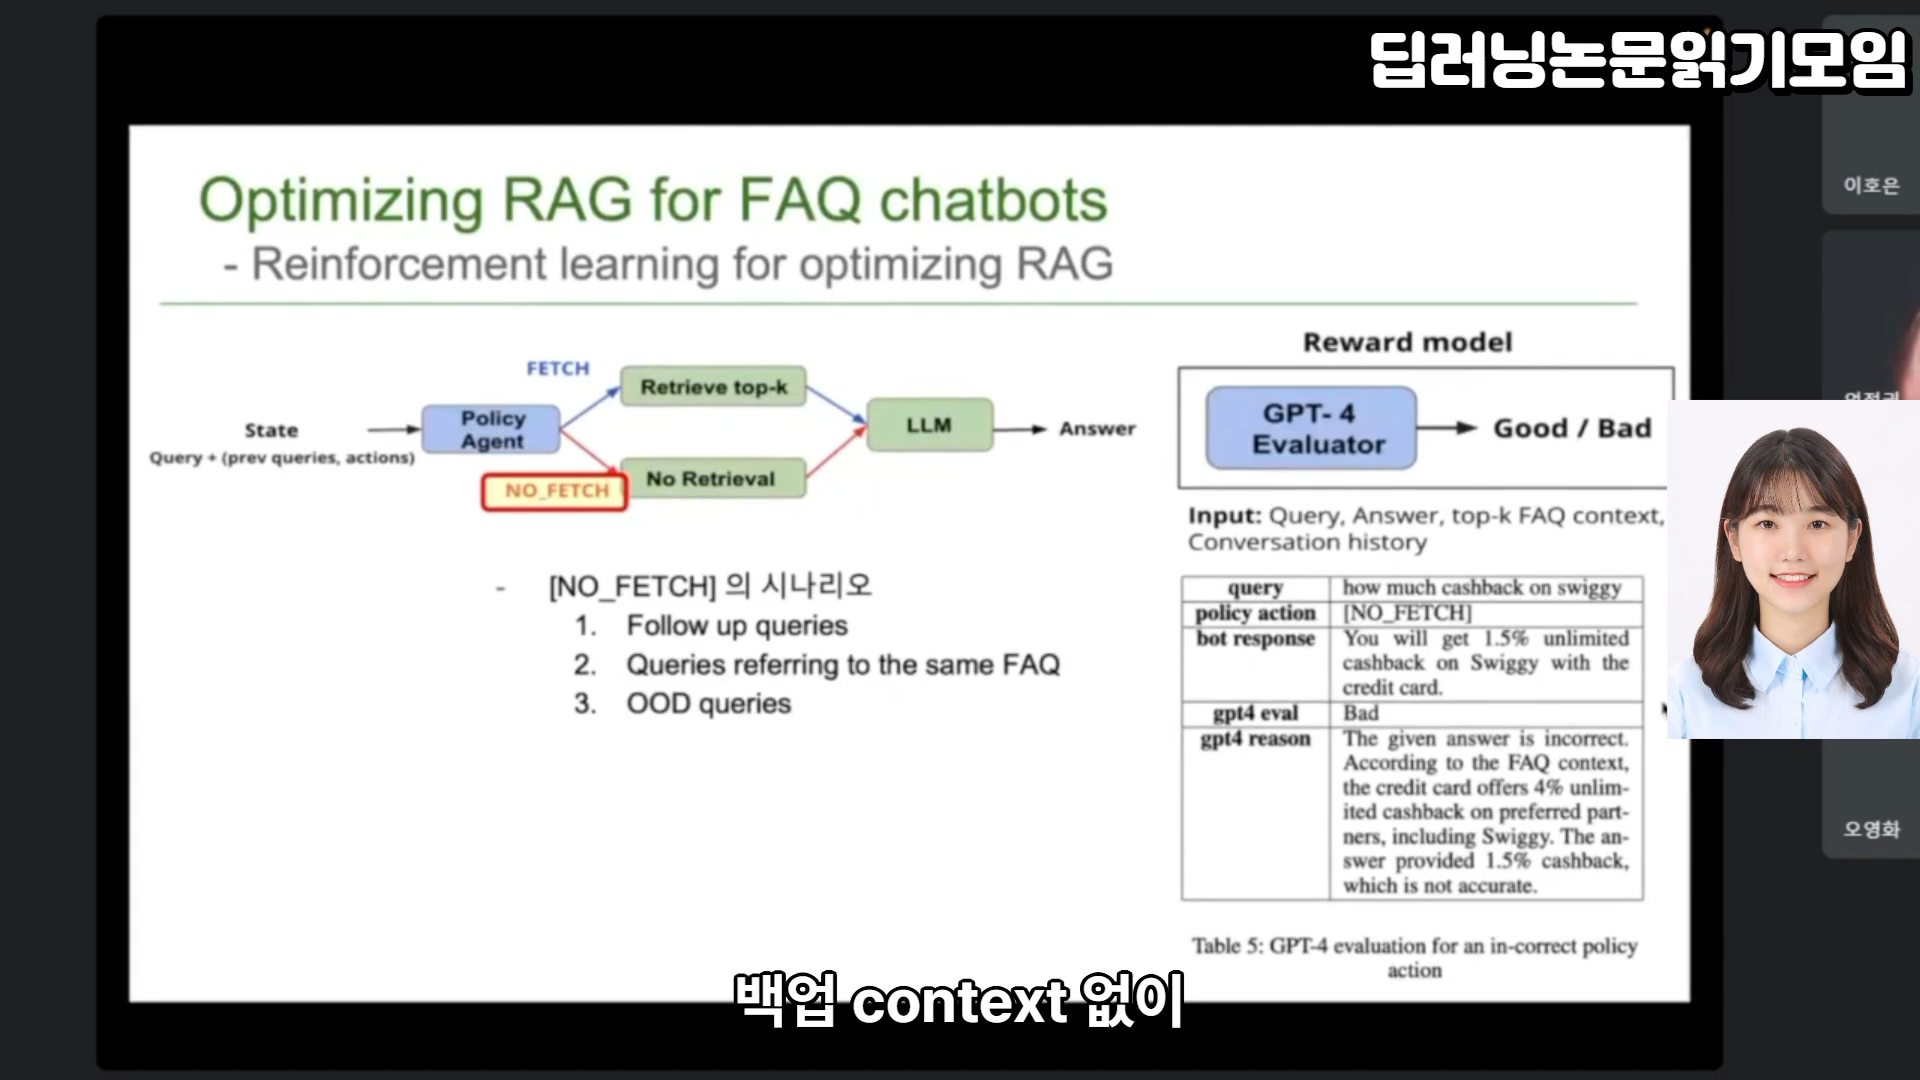 딥러닝논문읽기모임
이호은
Optimizing RAG for FAQ chatbots
- Reinforcement learning for optimizing RAG
State
Query + (prev queries, actions)
Policy
Agent
FETCH
NO_FETCH
Retrieve top-k
No Retrieval
LLM
Answer
Reward model
GPT- 4
Evaluator
Good / Bad
Input: Query, Answer, top-k FAQ context,
Conversation history
- [NO_FETCH] 의 시나리오
1. Follow up queries
2. Queries referring to the same FAQ
3. OOD queries
query how much cashback on swiggy
policy action [NO_FETCH]
bot response You will get 1.5% unlimited
cashback on Swiggy with the
credit card.
gpt4 eval Bad
gpt4 reason The given answer is incorrect.
According to the FAQ context,
the credit card offers 4% unlim-
ited cashback on preferred part-
ners, including Swiggy. The an-
swer provided 1.5% cashback,
which is not accurate.
Table 5: GPT-4 evaluation for an in-correct policy
action
오영화
백업 context 없이